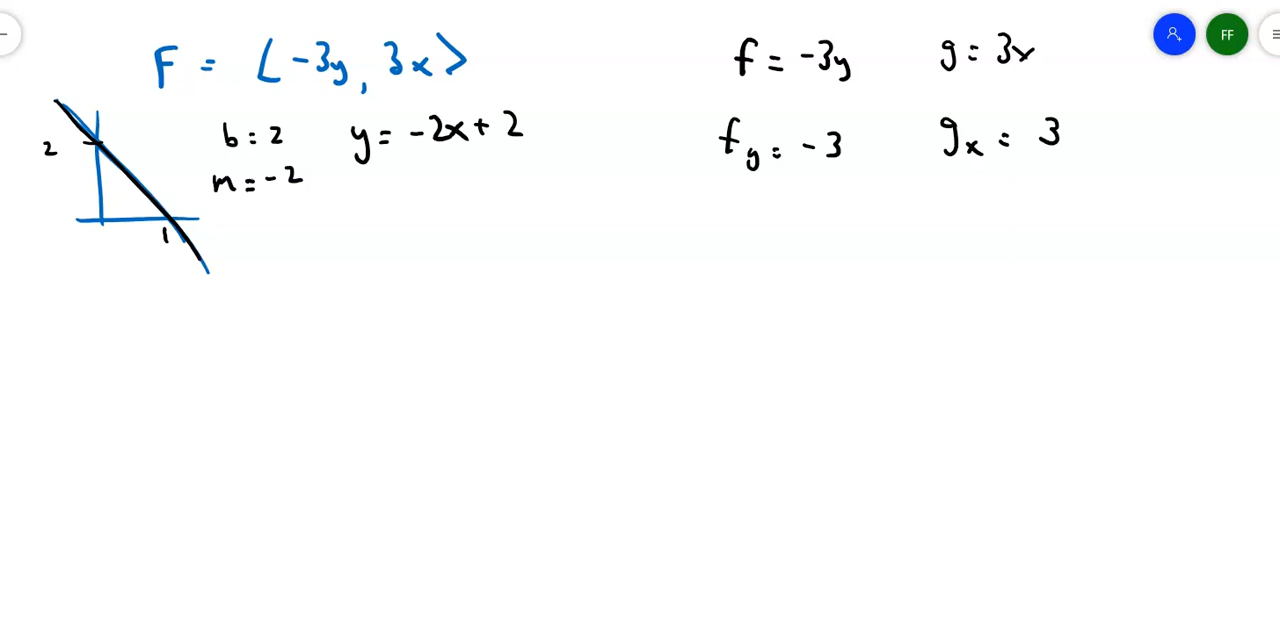 F = ⟨-3y, 3x⟩
f = -3y
g = 3x
2
b = 2
y = -2x + 2
f_y = -3
g_x = 3
m = -2
1
FF